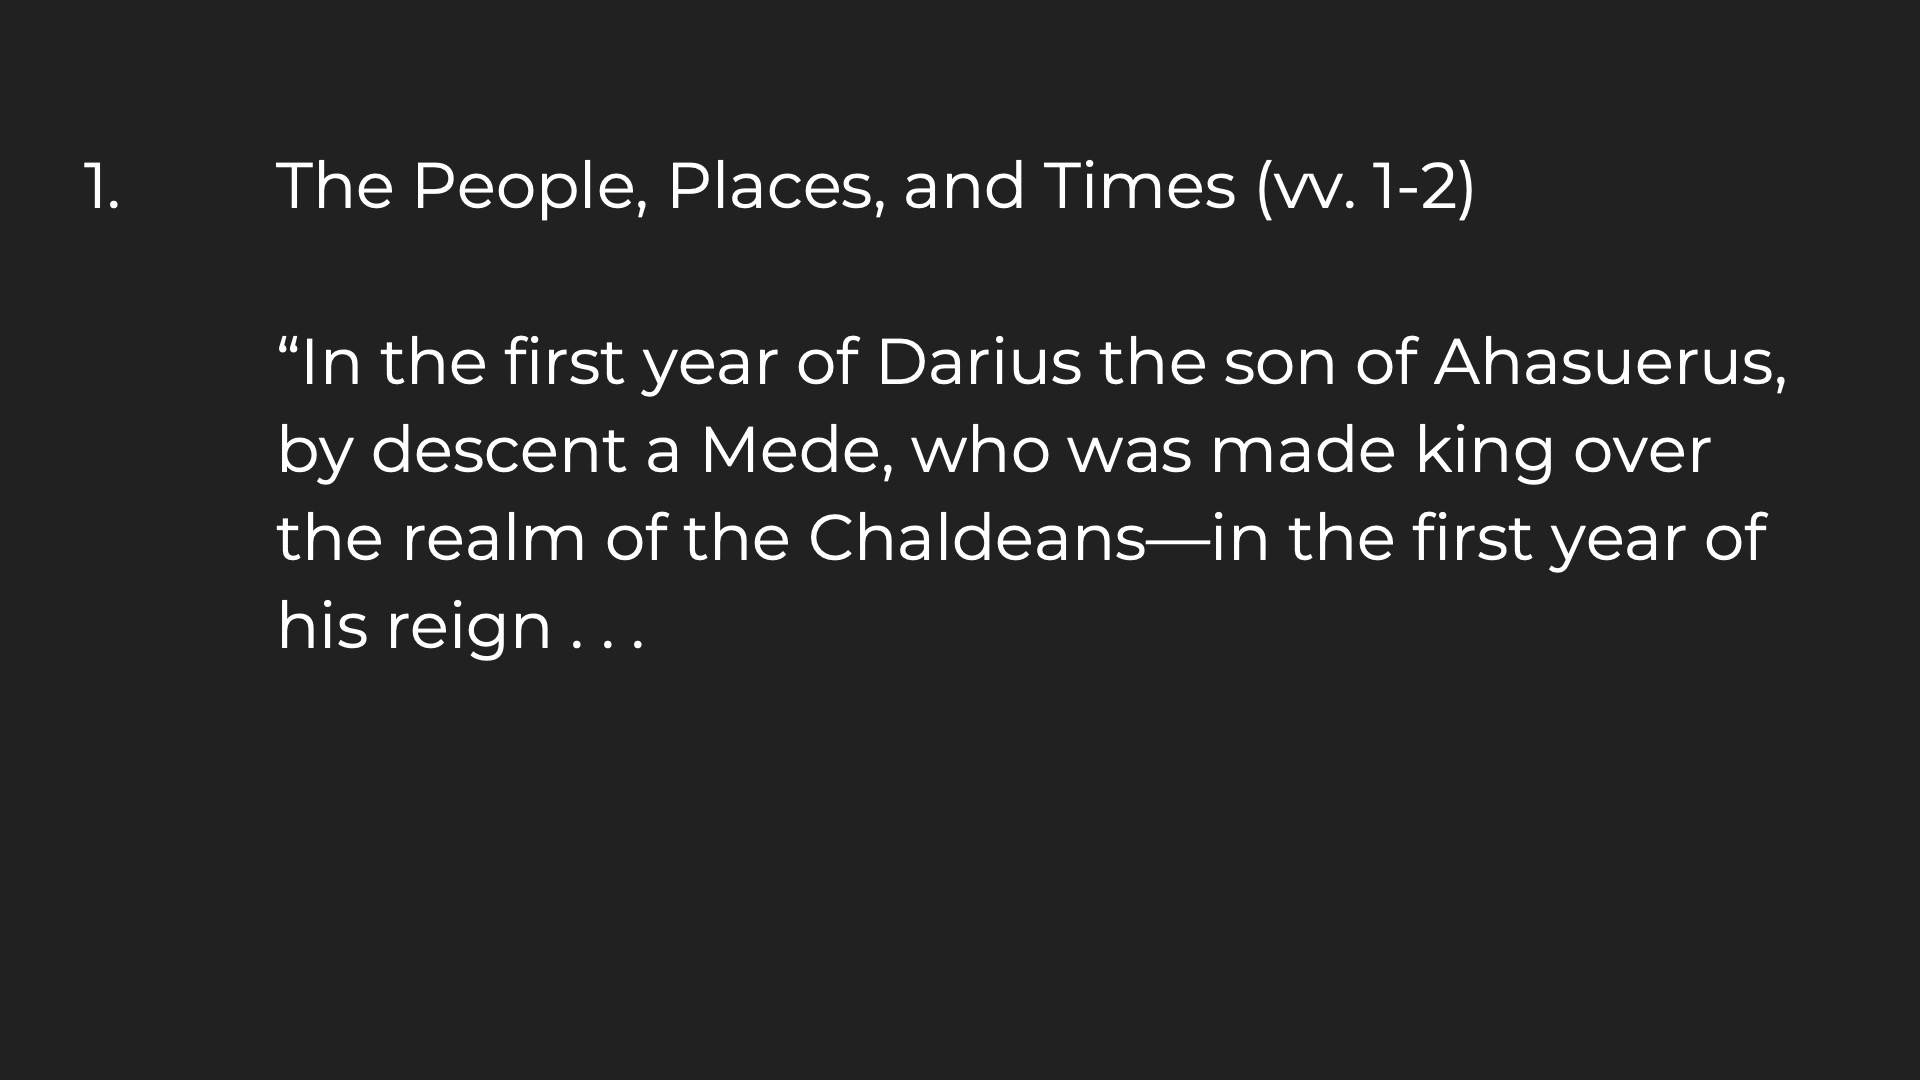 1. The People, Places, and Times (vv. 1-2)
“In the first year of Darius the son of Ahasuerus,
by descent a Mede, who was made king over
the realm of the Chaldeans—in the first year of
his reign . . .